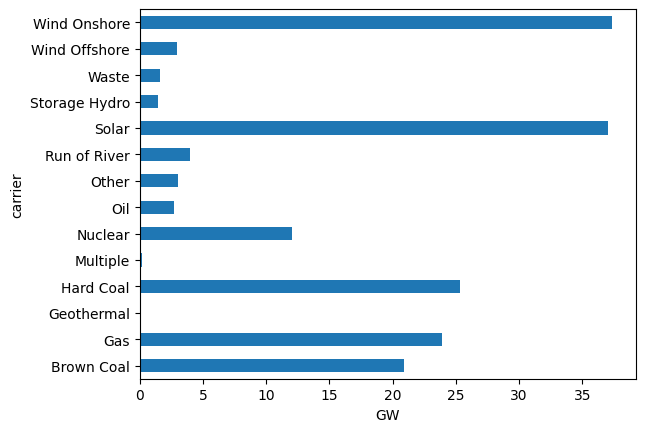 Wind Onshore
Wind Offshore
Waste
Storage Hydro
Solar
Run of River
Other
Oil
Nuclear
Multiple
Hard Coal
Geothermal
Gas
Brown Coal
carrier
0 5 10 15 20 25 30 35
GW